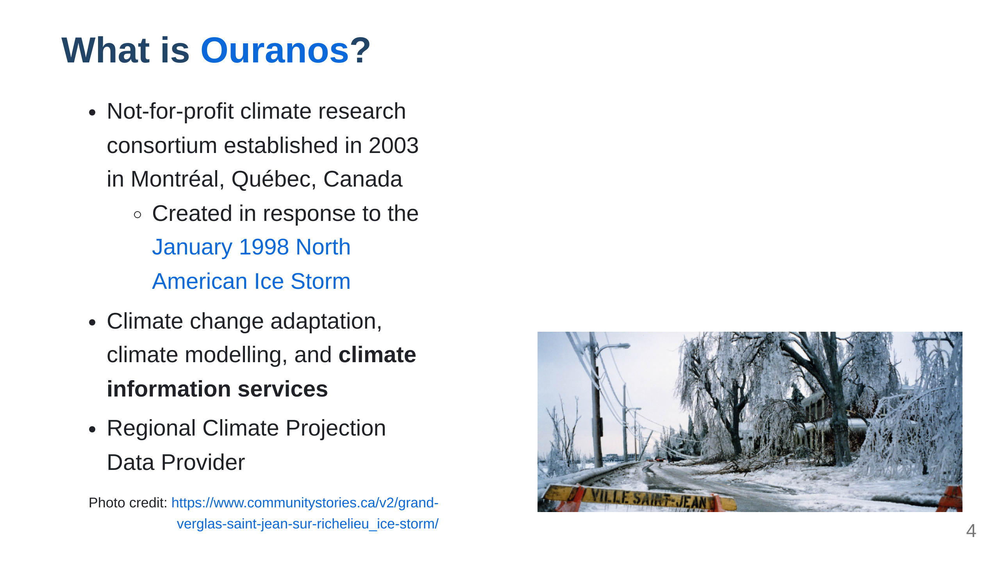 What is Ouranos?
• Not-for-profit climate research
consortium established in 2003
in Montréal, Québec, Canada
◦ Created in response to the
January 1998 North
American Ice Storm
• Climate change adaptation,
climate modelling, and climate
information services
• Regional Climate Projection
Data Provider
Photo credit: https://www.communitystories.ca/v2/grand-
verglas-saint-jean-sur-richelieu_ice-storm/
VILLE SAINT-JEAN
4